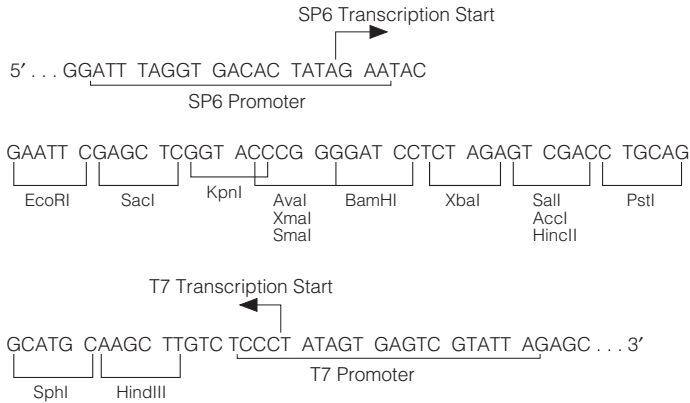 SP6 Transcription Start
5′ . . . GGATT TAGGT GACAC TATAG AATAC
SP6 Promoter
GAATT CGAGC TCGGT ACCCG GGGAT CCTCT AGAGT CGACC TGCAG
EcoRI SacI KpnI AvaI BamHI XbaI SalI PstI
XmaI AccI
SmaI HincII
T7 Transcription Start
GCATG CAAGC TTGTC TCCCT ATAGT GAGTC GTATT AGAGC . . . 3′
T7 Promoter
SphI HindIII